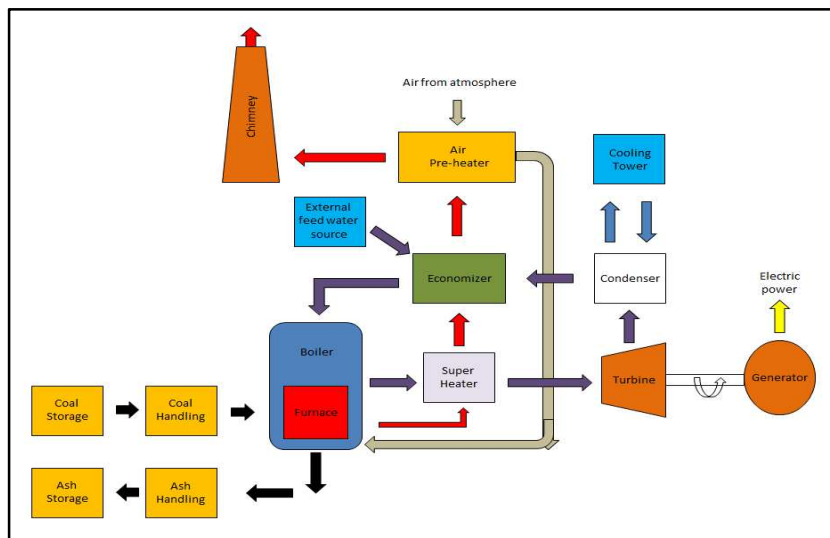 Chimney
Air from atmosphere
Air
Pre-heater
Cooling
Tower
External
feed water
source
Economizer
Condenser
Electric
power
Boiler
Super
Heater
Turbine
Generator
Furnace
Coal
Storage
Coal
Handling
Ash
Storage
Ash
Handling